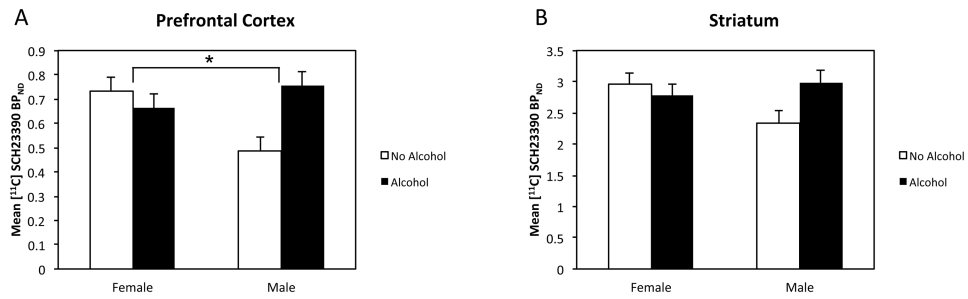 A
Prefrontal Cortex
Mean [¹¹C] SCH23390 BP_ND
0.9
0.8
0.7
0.6
0.5
0.4
0.3
0.2
0.1
0
*
Female
Male
No Alcohol
Alcohol
B
Striatum
Mean [¹¹C] SCH23390 BP_ND
3.5
3
2.5
2
1.5
1
0.5
0
Female
Male
No Alcohol
Alcohol